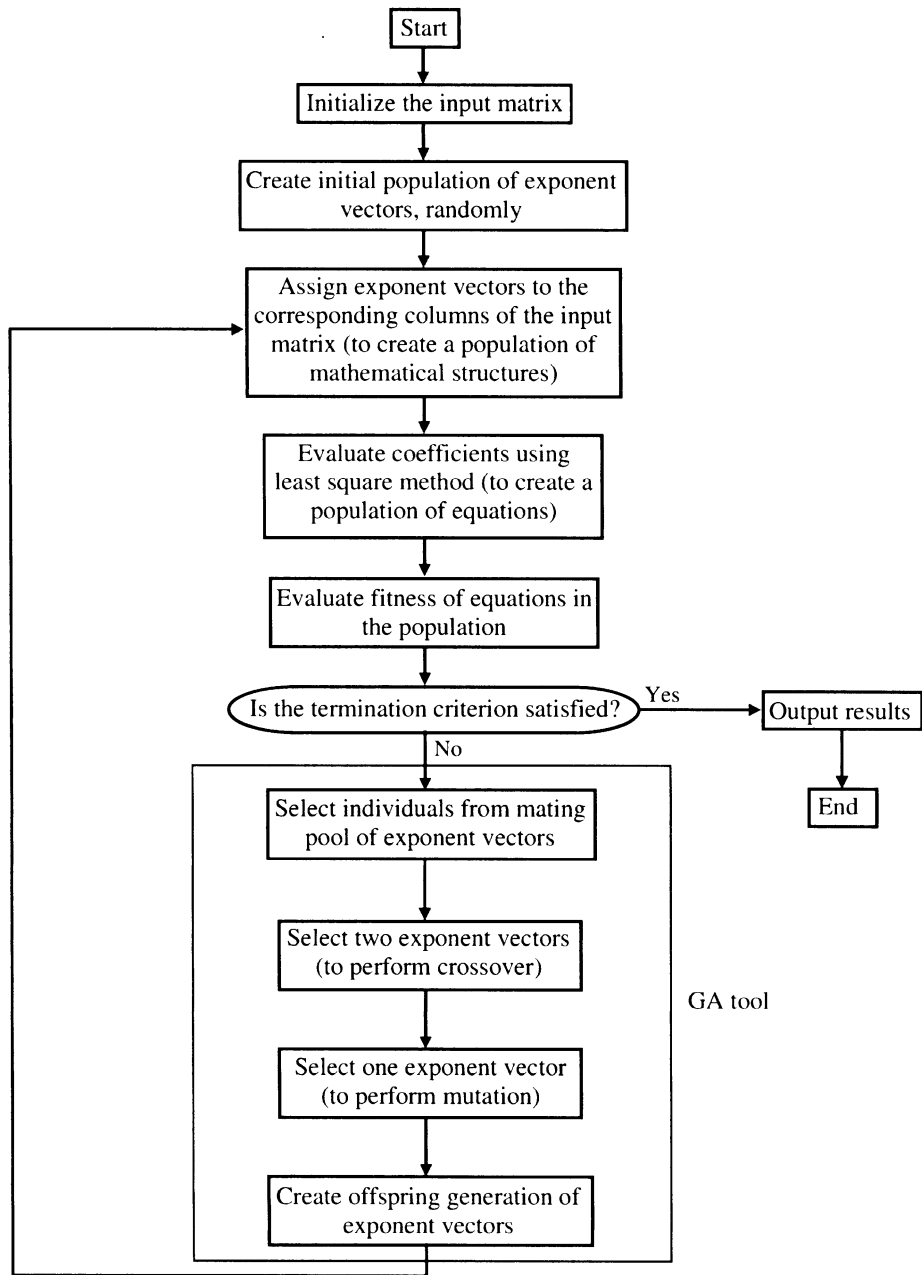 Start
Initialize the input matrix
Create initial population of exponent
vectors, randomly
Assign exponent vectors to the
corresponding columns of the input
matrix (to create a population of
mathematical structures)
Evaluate coefficients using
least square method (to create a
population of equations)
Evaluate fitness of equations in
the population
Is the termination criterion satisfied?
Yes
Output results
End
No
Select individuals from mating
pool of exponent vectors
Select two exponent vectors
(to perform crossover)
GA tool
Select one exponent vector
(to perform mutation)
Create offspring generation of
exponent vectors